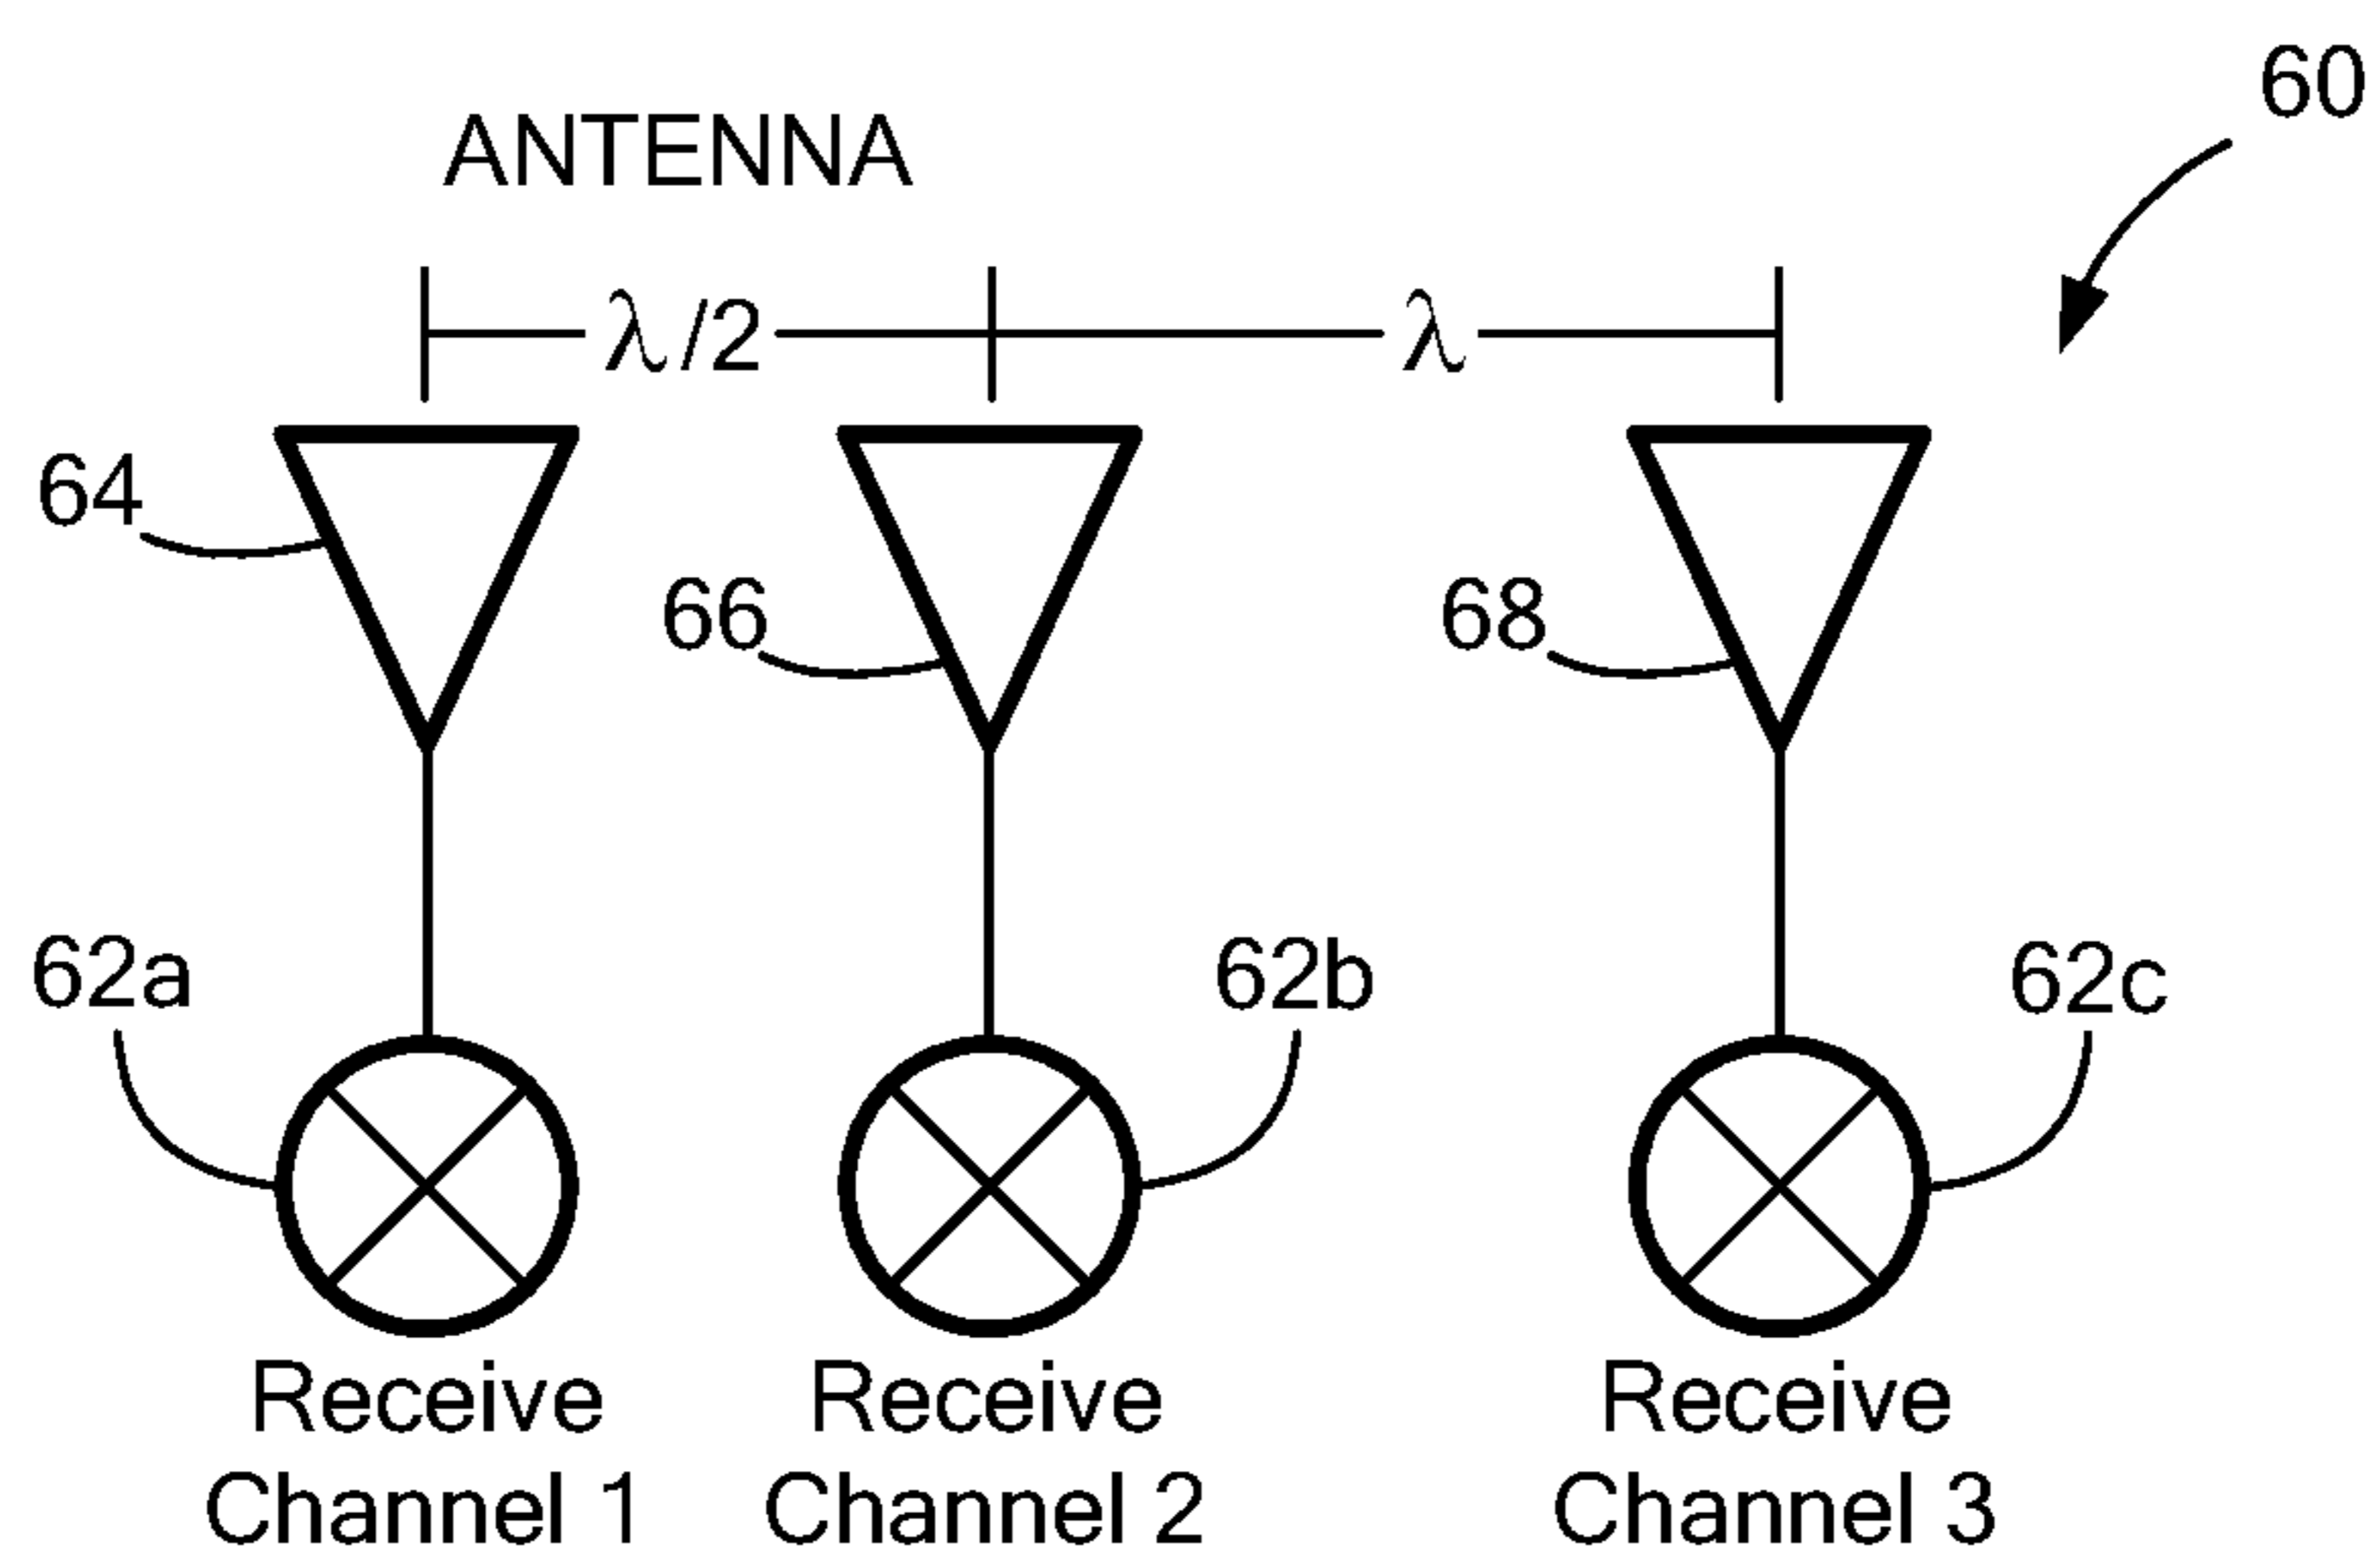 60
ANTENNA
λ/2
λ
64
66
68
62a
62b
62c
Receive
Channel 1
Receive
Channel 2
Receive
Channel 3